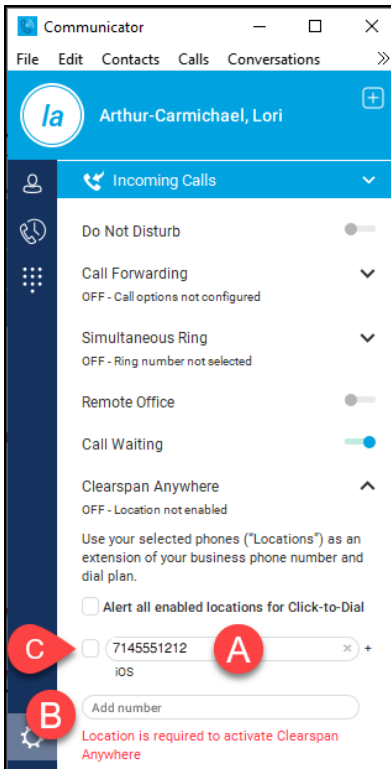 Communicator
File Edit Contacts Calls Conversations »
la
Arthur-Carmichael, Lori
Incoming Calls
Do Not Disturb
Call Forwarding
OFF - Call options not configured
Simultaneous Ring
OFF - Ring number not selected
Remote Office
Call Waiting
Clearspan Anywhere
OFF - Location not enabled
Use your selected phones (“Locations”) as an
extension of your business phone number and
dial plan.
Alert all enabled locations for Click-to-Dial
C 7145551212 A × +
iOS
B Add number
Location is required to activate Clearspan
Anywhere